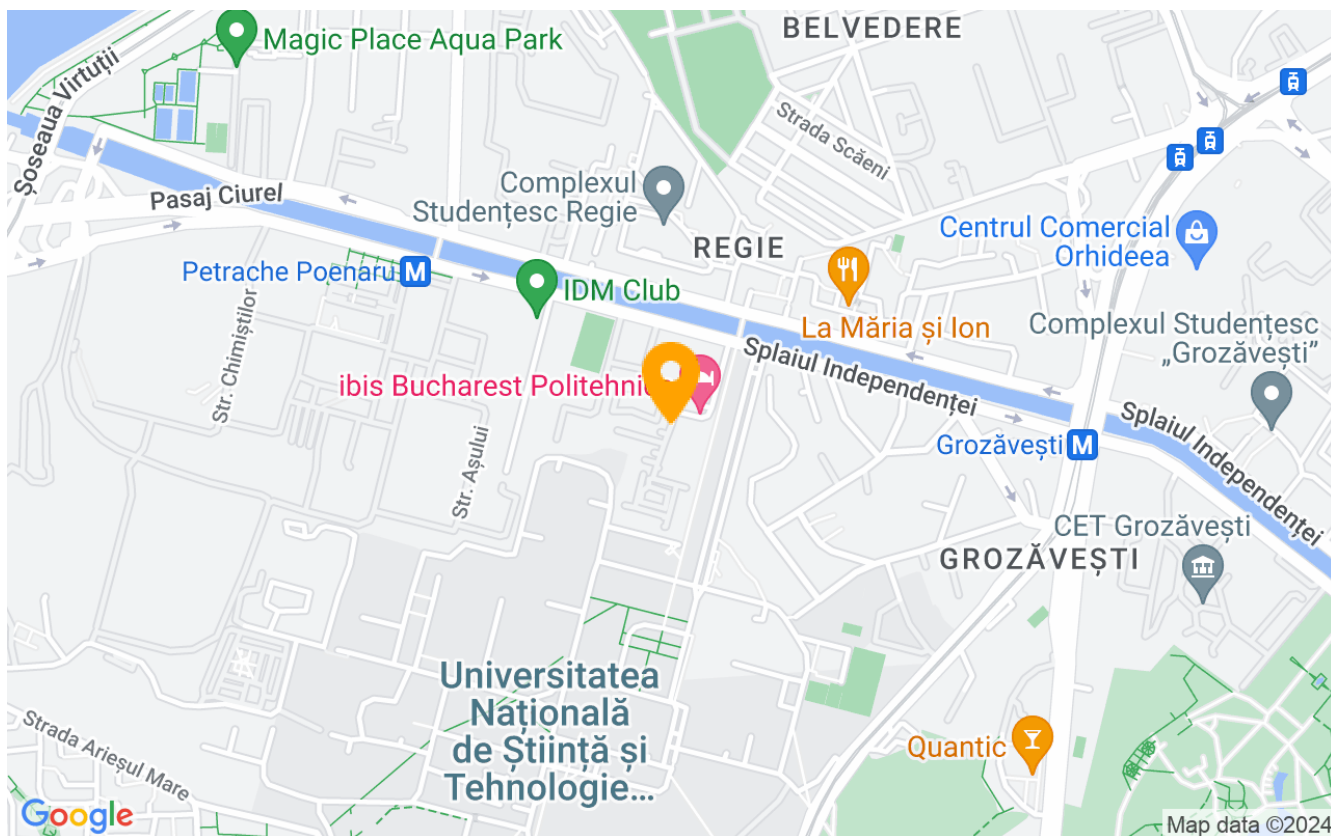 BELVEDERE
Magic Place Aqua Park
Șoseaua Virtuții
Strada Scăeni
Pasaj Ciurel
Complexul
Studențesc Regie
REGIE
Centrul Comercial
Orhideea
Petrache Poenaru M
IDM Club
La Măria și Ion
Complexul Studențesc
„Grozăvești”
Str. Chimiștilor
ibis Bucharest Politehnic
Splaiul Independenței
Splaiul Independenței
Grozăvești M
Str. Așului
CET Grozăvești
GROZĂVEȘTI
Universitatea
Națională
de Știință și
Tehnologie...
Strada Arieșul Mare
Quantic
Google
Map data ©2024